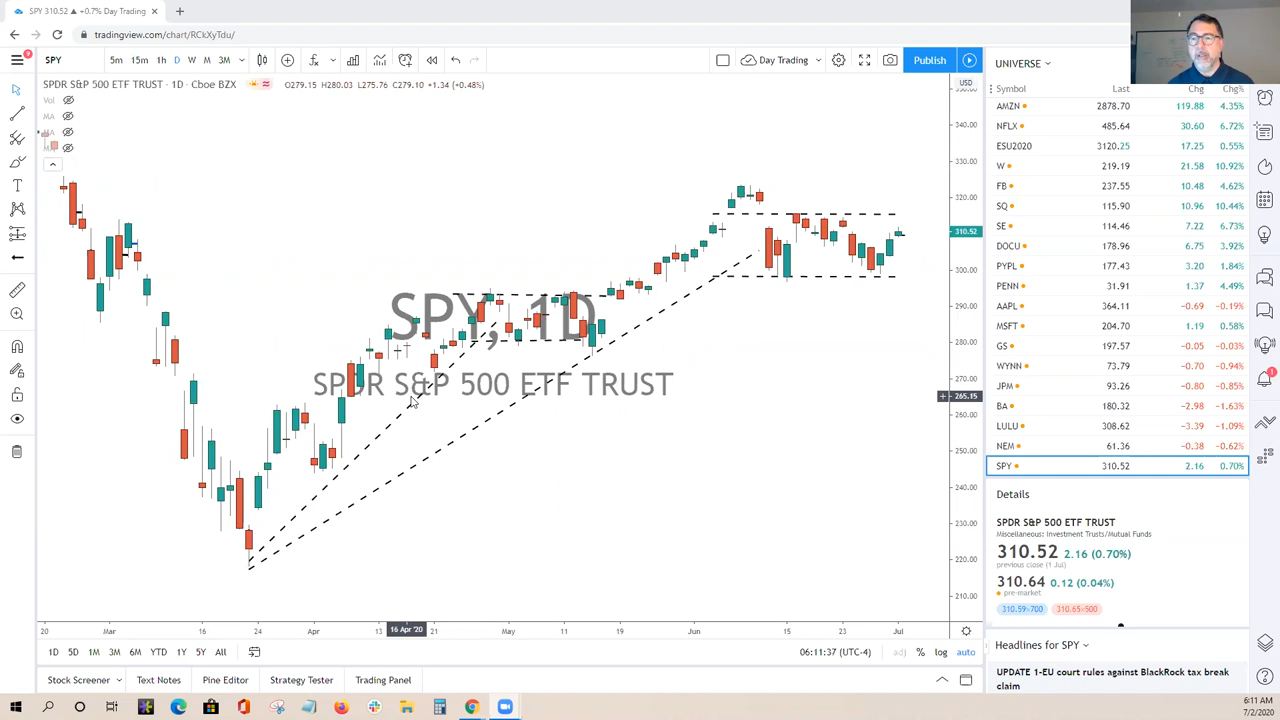 SPY 310.52 ▲ +0.7% Day Trading
tradingview.com/chart/RCkXyTdu/
SPY
5m 15m 1h D W M 3M
Day Trading
Publish
SPDR S&P 500 ETF TRUST · 1D · Cboe BZX
O279.15 H280.03 L275.76 C279.10 +1.34 (+0.48%)
Vol
MA
MA
MA
SPY, 1D
SPDR S&P 500 ETF TRUST
USD
350.00
340.00
330.00
320.00
310.52
300.00
290.00
280.00
270.00
265.15
260.00
250.00
240.00
230.00
220.00
210.00
20 Mar 16 24 Apr 13 16 Apr '20 21 May 11 19 Jun 15 23 Jul
1D 5D 1M 3M 6M YTD 1Y 5Y All
06:11:37 (UTC-4)
adj % log auto
Stock Screener Text Notes Pine Editor Strategy Tester Trading Panel
UNIVERSE
Symbol Last Chg Chg%
AMZN 2878.70 119.88 4.35%
NFLX 485.64 30.60 6.72%
ESU2020 3120.25 17.25 0.55%
W 219.19 21.58 10.92%
FB 237.55 10.48 4.62%
SQ 115.90 10.96 10.44%
SE 114.46 7.22 6.73%
DOCU 178.96 6.75 3.92%
PYPL 177.43 3.20 1.84%
PENN 31.91 1.37 4.49%
AAPL 364.11 -0.69 -0.19%
MSFT 204.70 1.19 0.58%
GS 197.57 -0.05 -0.03%
WYNN 73.79 -0.70 -0.94%
JPM 93.26 -0.80 -0.85%
BA 180.32 -2.98 -1.63%
LULU 308.62 -3.39 -1.09%
NEM 61.36 -0.38 -0.62%
SPY 310.52 2.16 0.70%
Details
SPDR S&P 500 ETF TRUST
Miscellaneous: Investment Trusts/Mutual Funds
310.52 2.16 (0.70%)
previous close (1 Jul)
310.64 0.12 (0.04%)
pre-market
310.59×700 310.65×500
Headlines for SPY
UPDATE 1-EU court rules against BlackRock tax break
claim
9
1
6:11 AM
7/2/2020